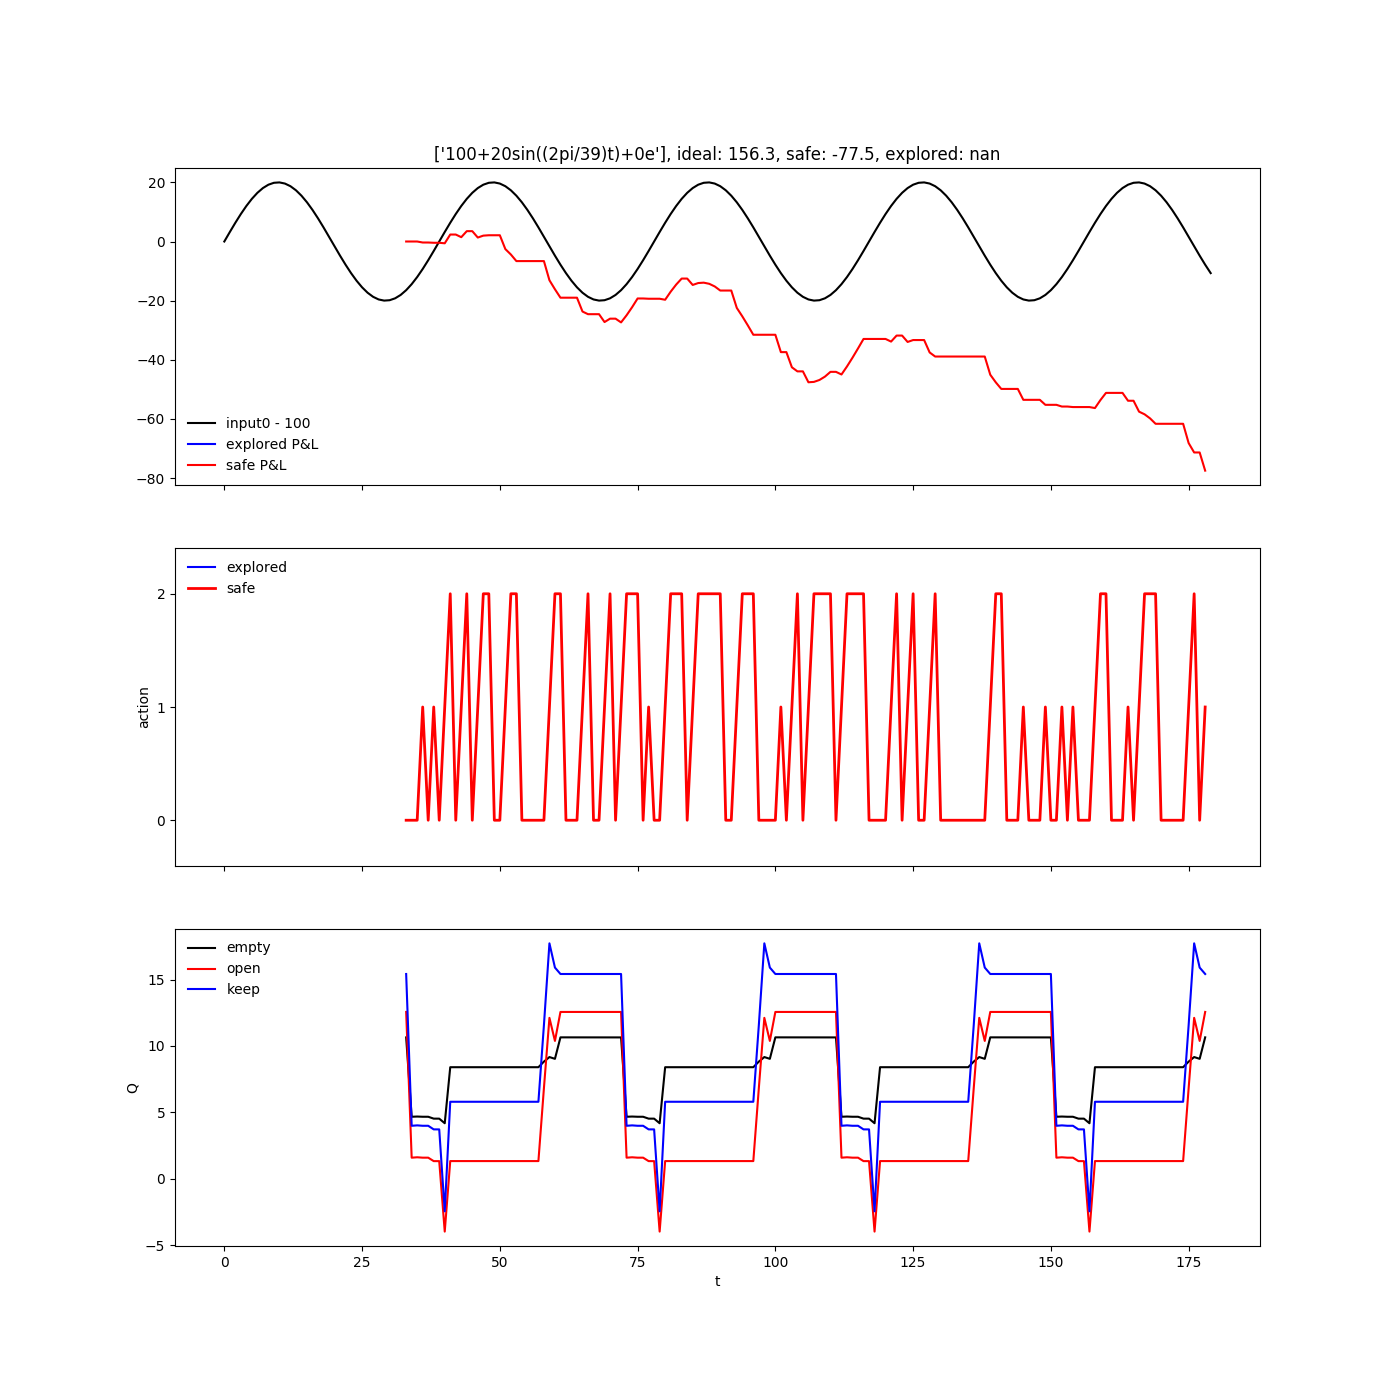 ['100+20sin((2pi/39)t)+0e'], ideal: 156.3, safe: -77.5, explored: nan
20
0
−20
−40
−60
−80
input0 - 100
explored P&L
safe P&L
explored
safe
2
1
0
action
empty
open
keep
15
10
5
0
−5
Q
0 25 50 75 100 125 150 175
t